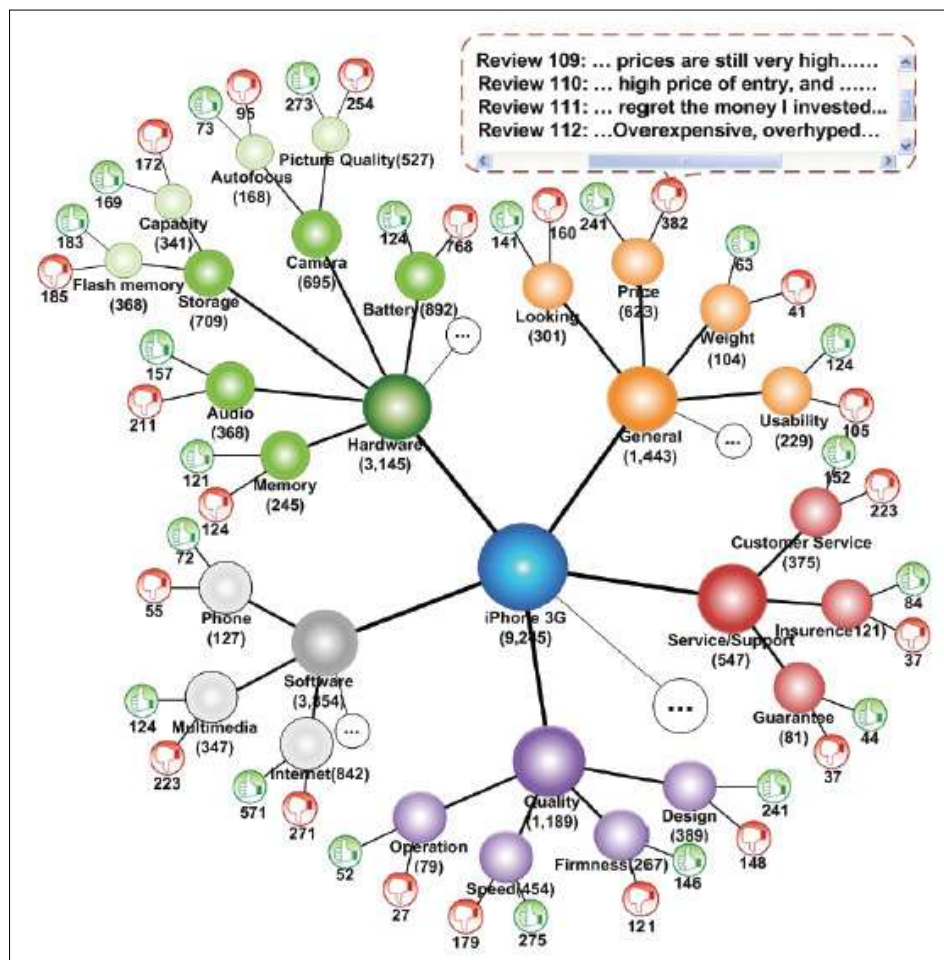 Review 109: ... prices are still very high......
Review 110: ... high price of entry, and ......
Review 111: ... regret the money I invested...
Review 112: ...Overexpensive, overhyped...
73
95
273
254
Autofocus
(168)
Picture Quality(527)
172
169
Capacity
(341)
183
185
Flash memory
(368)
Storage
(709)
Camera
(695)
124
768
Battery(892)
...
157
211
Audio
(368)
Hardware
(3,145)
121
124
Memory
(245)
141
160
Looking
(301)
241
382
Price
(623)
63
41
Weight
(104)
124
105
Usability
(229)
General
(1,443)
...
iPhone 3G
(9,245)
...
152
223
Customer Service
(375)
84
37
Insurence(121)
Service/Support
(547)
44
37
Guarantee
(81)
72
55
Phone
(127)
Software
(3,354)
...
124
223
Multimedia
(347)
571
271
Internet(842)
Quality
(1,189)
52
27
Operation
(79)
179
275
Speed(454)
146
121
Firmness(267)
241
148
Design
(389)